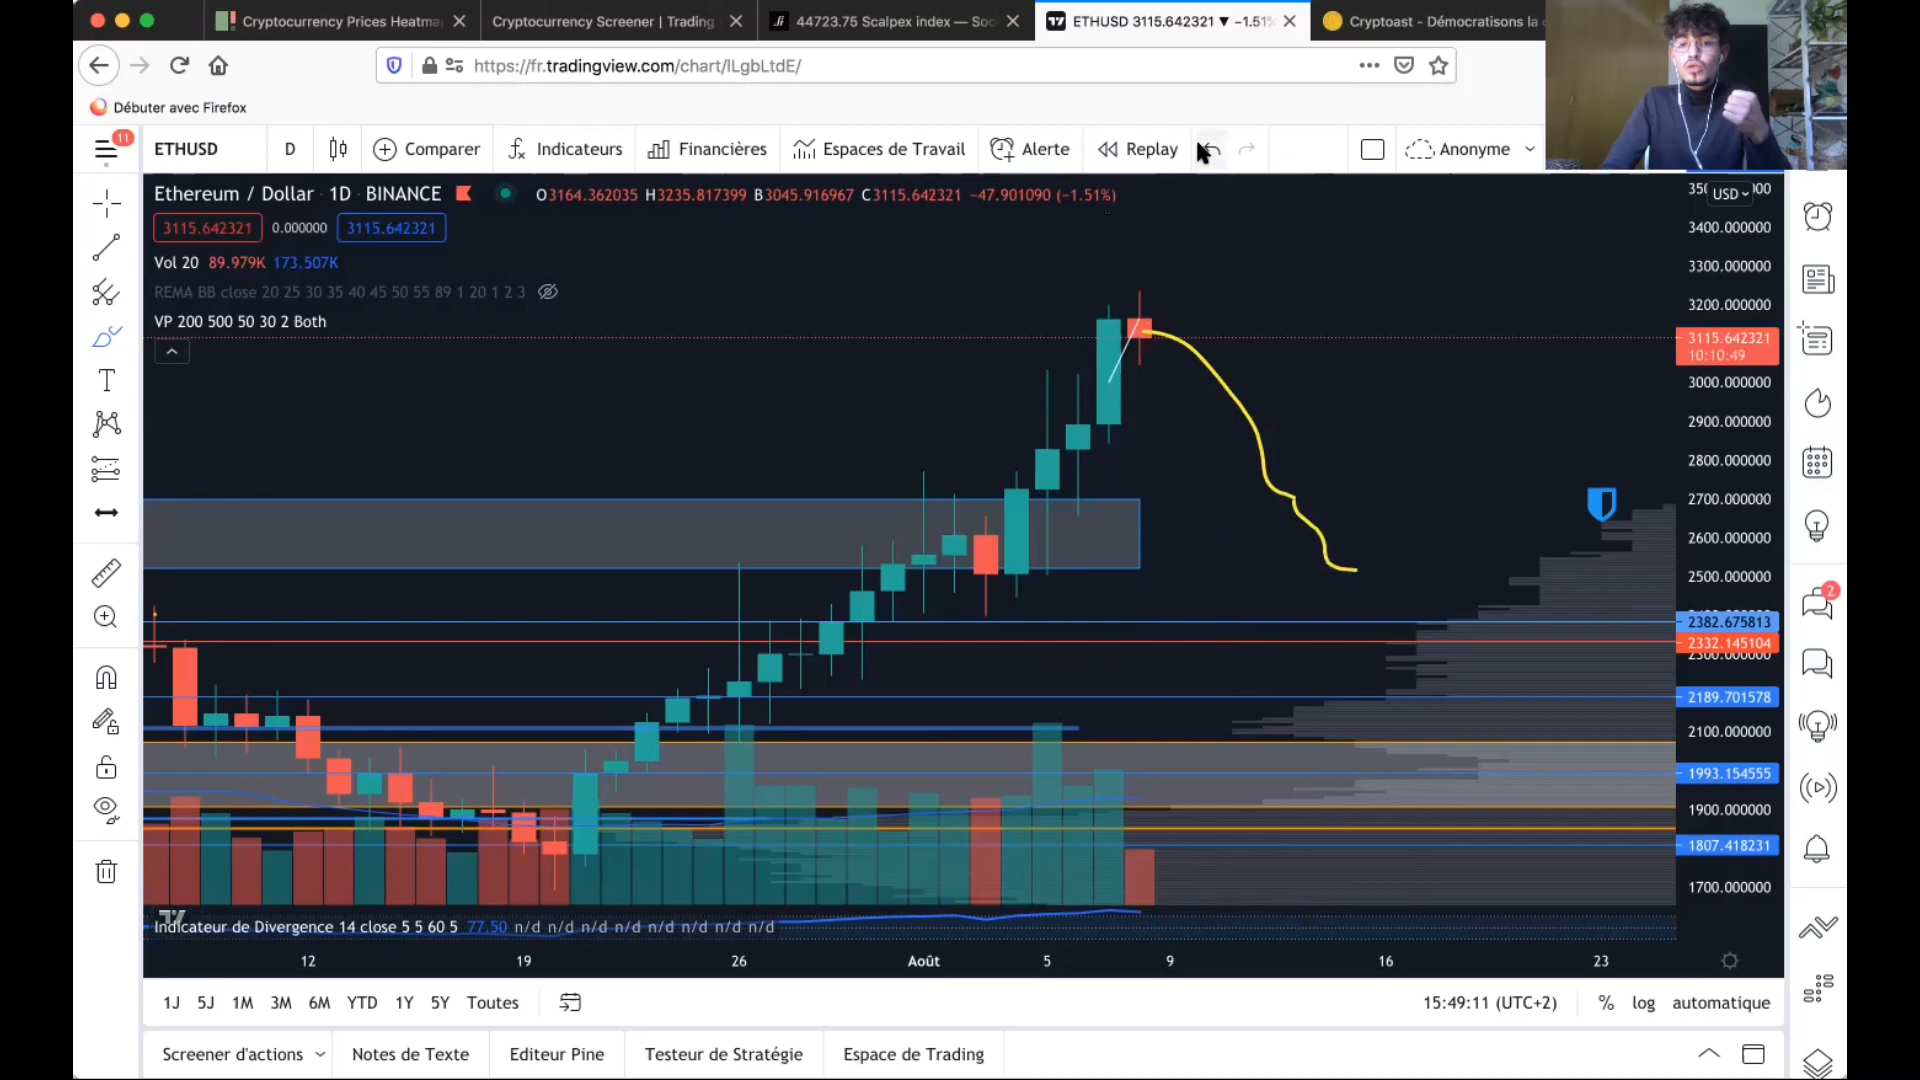 Cryptocurrency Prices Heatma
Cryptocurrency Screener | Trading
44723.75 Scalpex index — Soc
ETHUSD 3115.642321 ▼ −1.51%
Cryptoast - Démocratisons la
https://fr.tradingview.com/chart/lLgbLtdE/
Débuter avec Firefox
11
ETHUSD
D
Comparer
Indicateurs
Financières
Espaces de Travail
Alerte
Replay
Anonyme
Ethereum / Dollar · 1D · BINANCE
O3164.362035 H3235.817399 B3045.916967 C3115.642321 −47.901090 (−1.51%)
USD
3115.642321
0.000000
3115.642321
Vol 20 89.979K 173.507K
REMA BB close 20 25 30 35 40 45 50 55 89 1 20 1 2 3
VP 200 500 50 30 2 Both
3400.000000
3300.000000
3200.000000
3115.642321
10:10:49
3000.000000
2900.000000
2800.000000
2700.000000
2600.000000
2500.000000
2382.675813
2332.145104
2300.000000
2189.701578
2100.000000
1993.154555
1900.000000
1807.418231
1700.000000
2
Indicateur de Divergence 14 close 5 5 60 5 77.50 n/d n/d n/d n/d n/d n/d n/d n/d
12
19
26
Août
5
9
16
23
1J
5J
1M
3M
6M
YTD
1Y
5Y
Toutes
15:49:11 (UTC+2)
%
log
automatique
Screener d'actions
Notes de Texte
Editeur Pine
Testeur de Stratégie
Espace de Trading